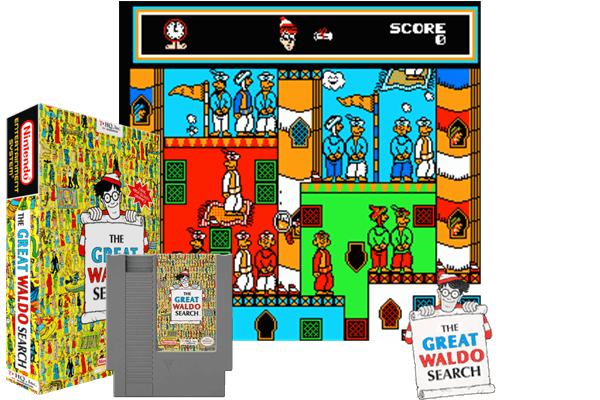 SCORE
0
Nintendo
ENTERTAINMENT
SYSTEM
THE GREAT WALDO SEARCH
THE
GREAT
WALDO
SEARCH
THE
GREAT
WALDO
SEARCH
THE
GREAT
WALDO
SEARCH